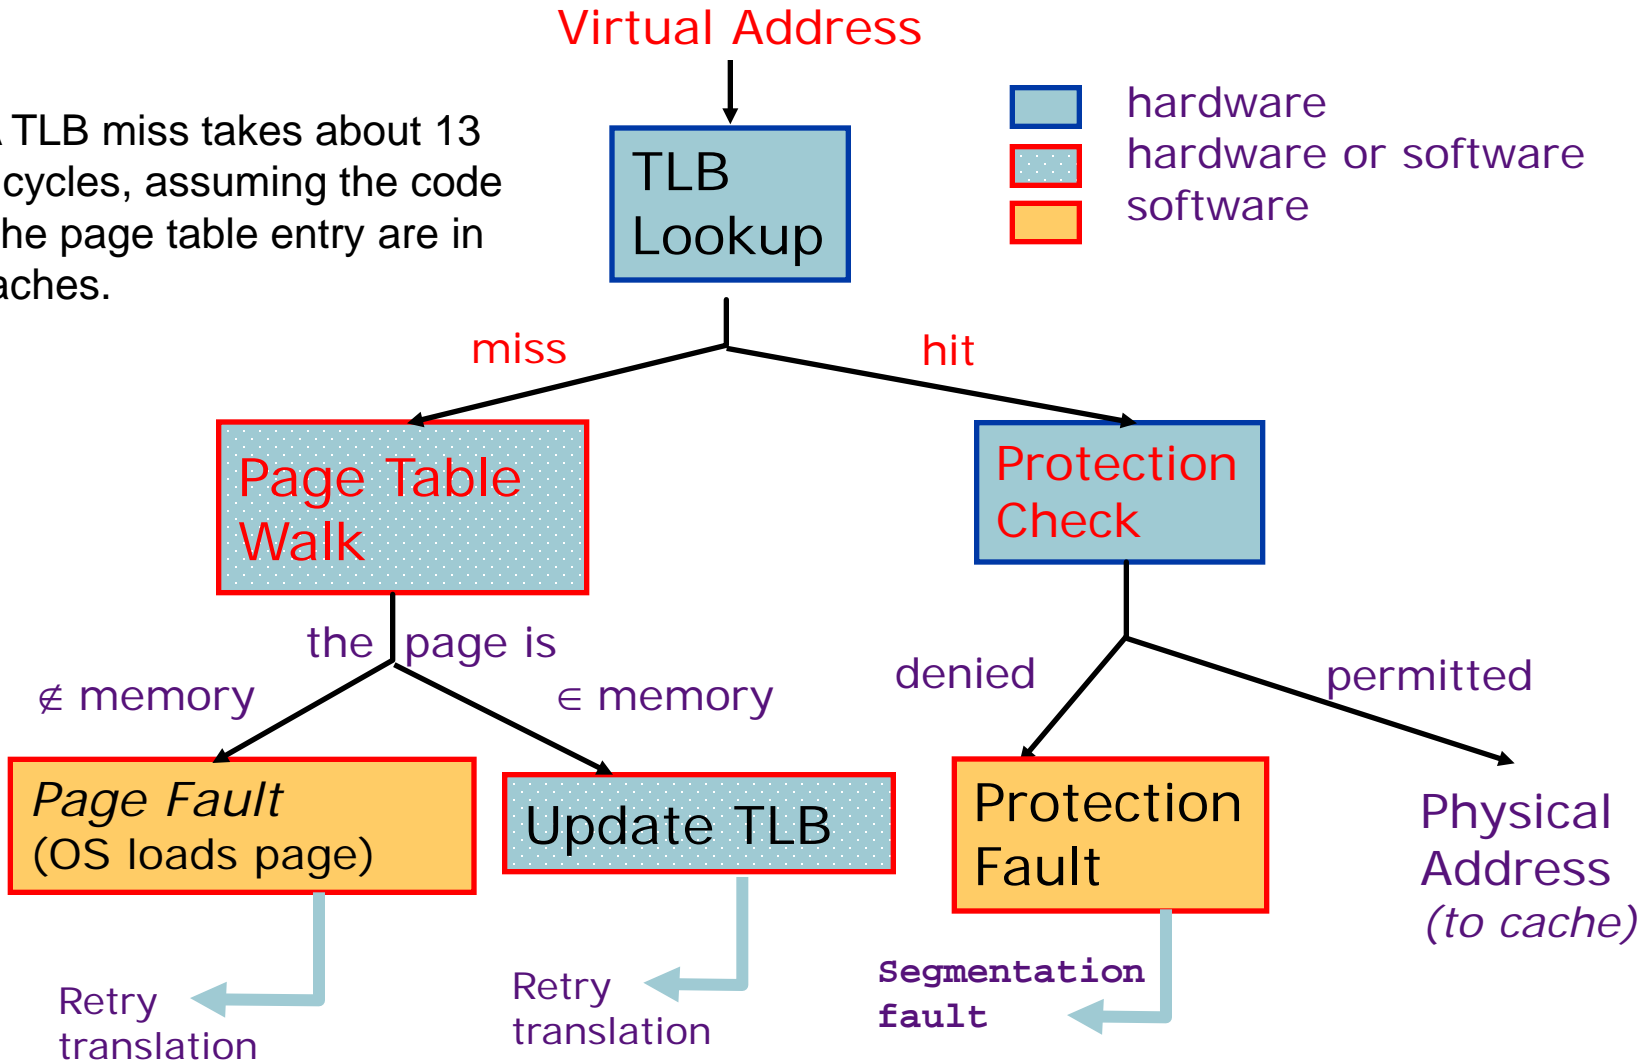 Virtual Address
A TLB miss takes about 13
cycles, assuming the code
the page table entry are in
hardware
hardware or software
software
TLB
Lookup
miss
hit
Page Table
Walk
Protection
Check
the page is
∉ memory
∈ memory
denied
permitted
Page Fault
(OS loads page)
Update TLB
Protection
Fault
Physical
Address
(to cache)
Retry
translation
Retry
translation
Segmentation
fault